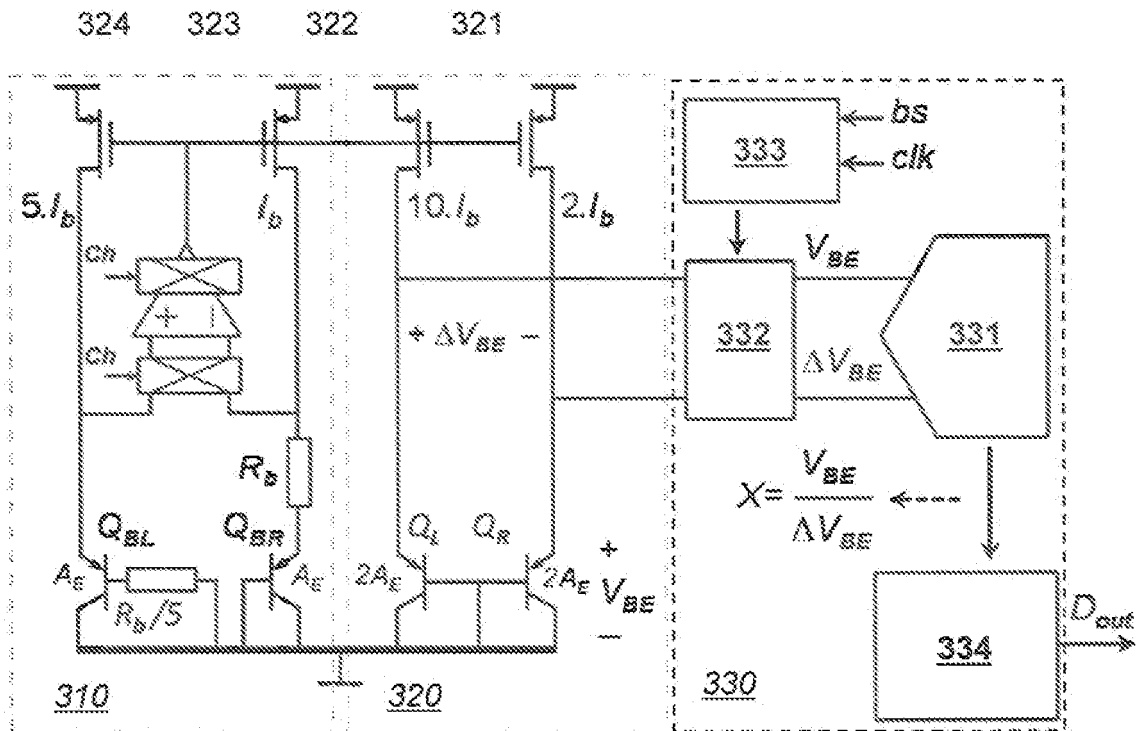 324 323 322 321
bs
333
clk
5.I_b I_b 10.I_b 2.I_b
Ch
V_BE
+ −
+ ΔV_BE −
332
331
Ch
ΔV_BE
R_b
X= V_BE / ΔV_BE
Q_BL Q_BR Q_L Q_R
+
A_E A_E 2A_E 2A_E V_BE
R_b/5
−
D_out
334
310 320 330